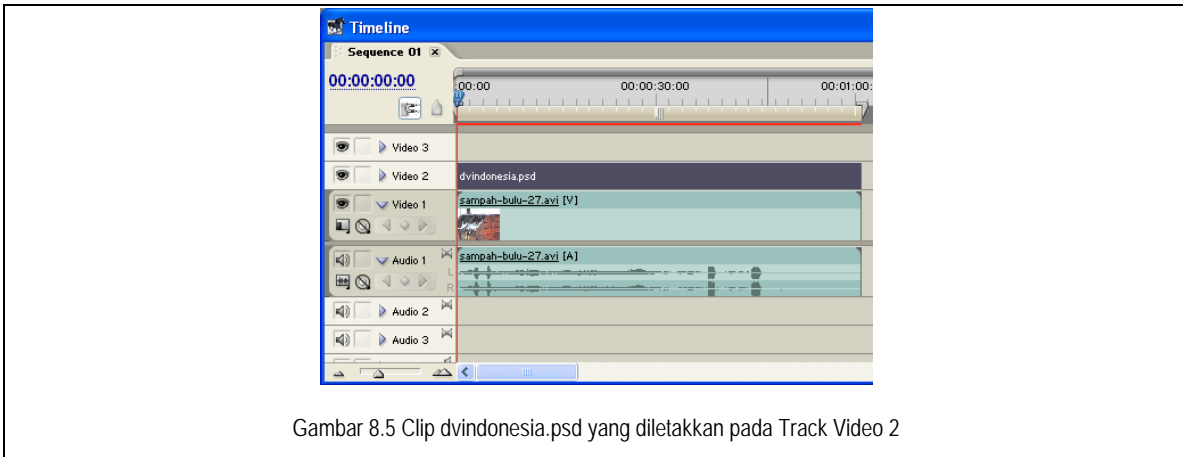 Timeline
Sequence 01
00:00:00:00
:00:00 00:00:30:00 00:01:00:
Video 3
Video 2 dvindonesia.psd
Video 1 sampah-bulu-27.avi [V]
Audio 1 sampah-bulu-27.avi [A]
L
R
Audio 2
Audio 3
Gambar 8.5 Clip dvindonesia.psd yang diletakkan pada Track Video 2